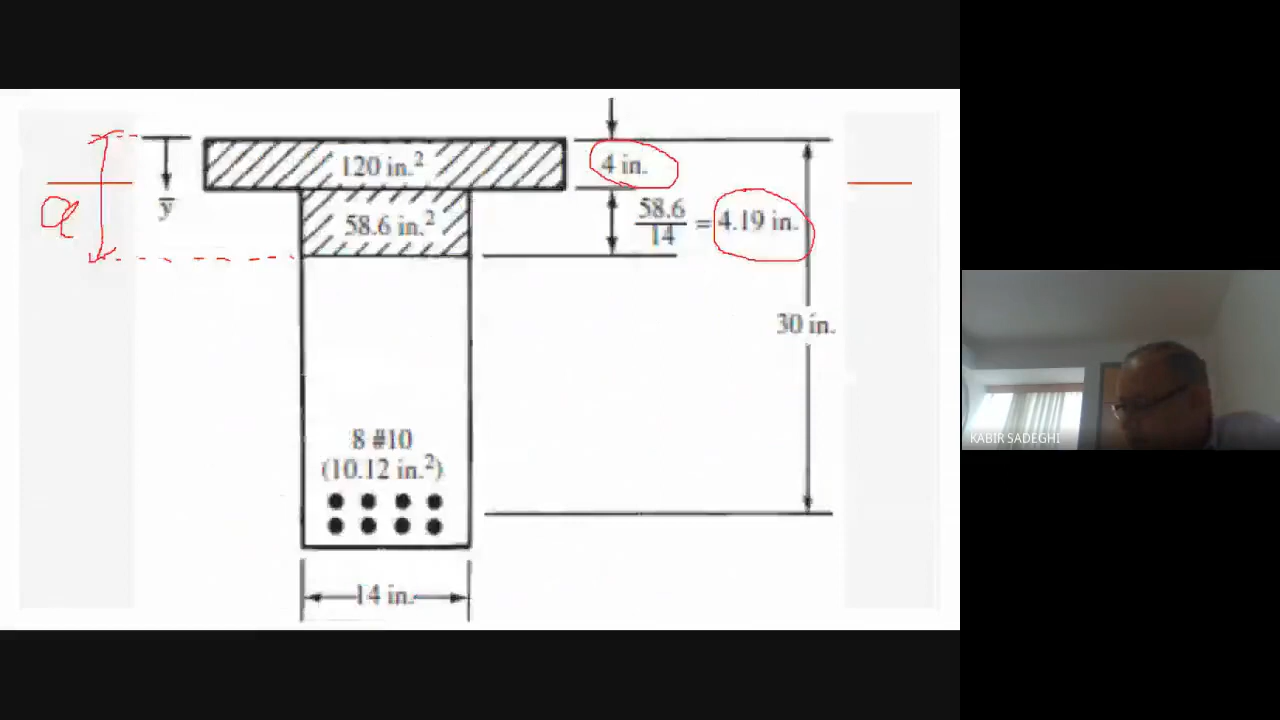 120 in.²
4 in.
a
y̅
58.6 in.²
58.6
14
= 4.19 in.
30 in.
8 #10
(10.12 in.²)
14 in.
KABIR SADEGHI